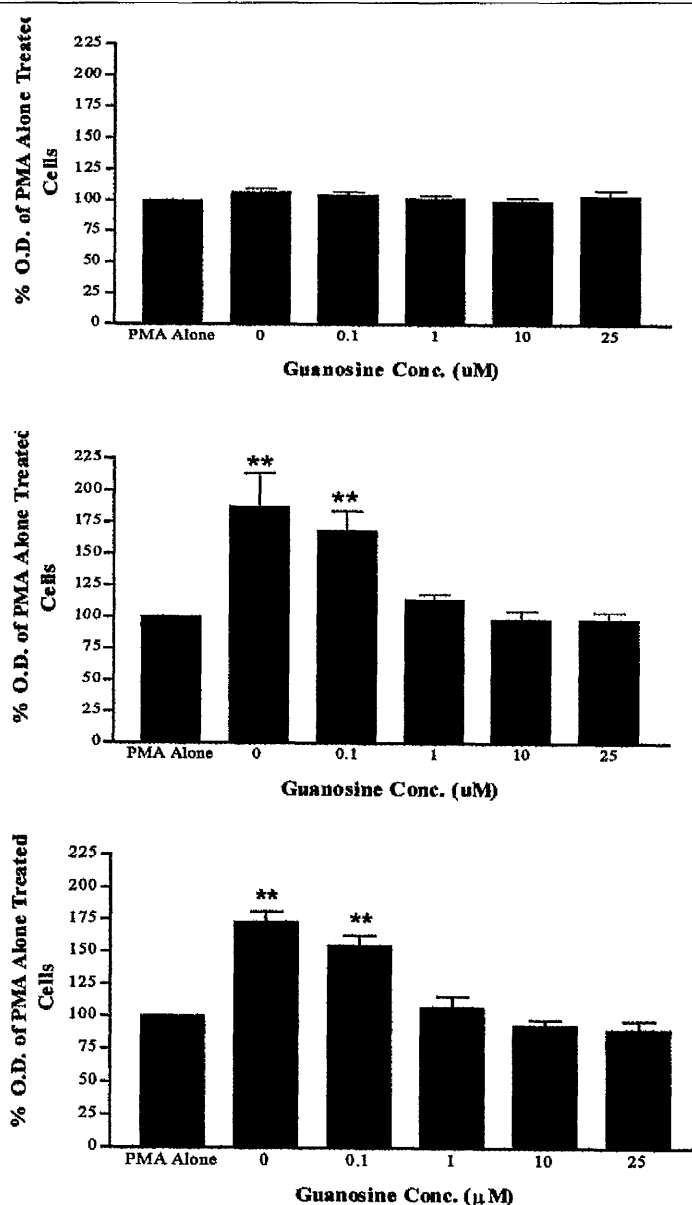 % O.D. of PMA Alone Treated
Cells
225
200
175
150
125
100
75
50
25
0
PMA Alone 0 0.1 1 10 25
Guanosine Conc. (uM)
% O.D. of PMA Alone Treated
Cells
225
200
175
150
125
100
75
50
25
0
** **
PMA Alone 0 0.1 1 10 25
Guanosine Conc. (uM)
% O.D. of PMA Alone Treated
Cells
225
200
175
150
125
100
75
50
25
0
** **
PMA Alone 0 0.1 1 10 25
Guanosine Conc. (μM)